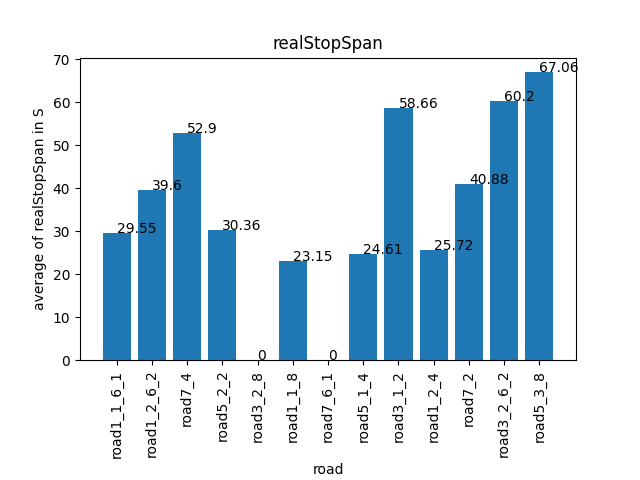 realStopSpan
average of realStopSpan in S
70
60
50
40
30
20
10
0
29.55
39.6
52.9
30.36
0
23.15
0
24.61
58.66
25.72
40.88
60.2
67.06
road1_1_6_1
road1_2_6_2
road7_4
road5_2_2
road3_2_8
road1_1_8
road7_6_1
road5_1_4
road3_1_2
road1_2_4
road7_2
road3_2_6_2
road5_3_8
road